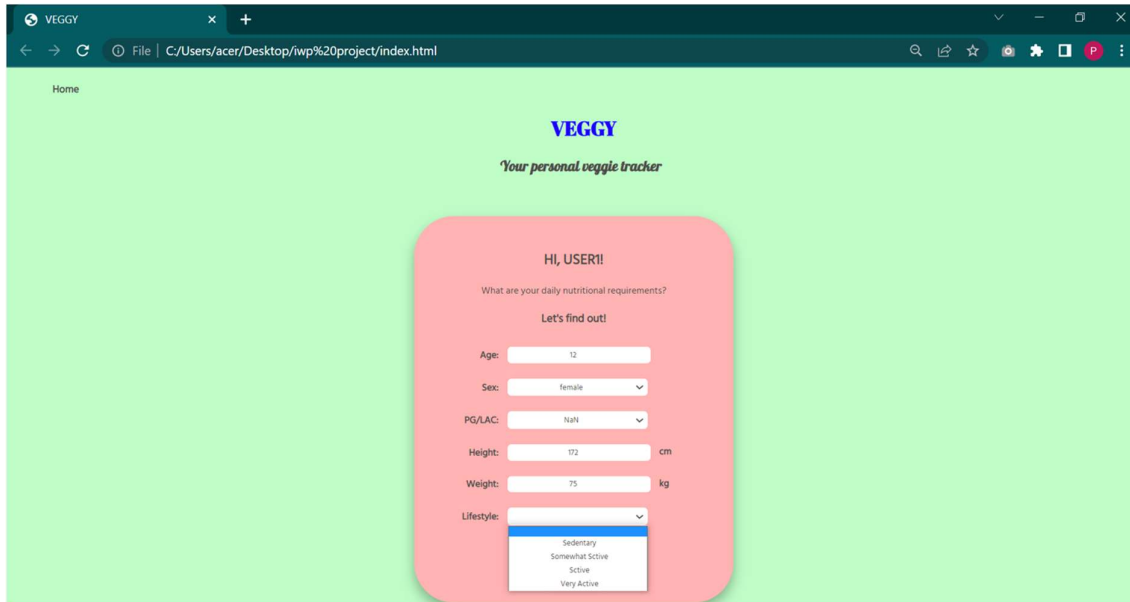 VEGGY
File | C:/Users/acer/Desktop/iwp%20project/index.html
P
Home
VEGGY
Your personal veggie tracker
HI, USER1!
What are your daily nutritional requirements?
Let's find out!
Age: 12
Sex: female
PG/LAC: NaN
Height: 172 cm
Weight: 75 kg
Lifestyle:
Sedentary
Somewhat Sctive
Sctive
Very Active